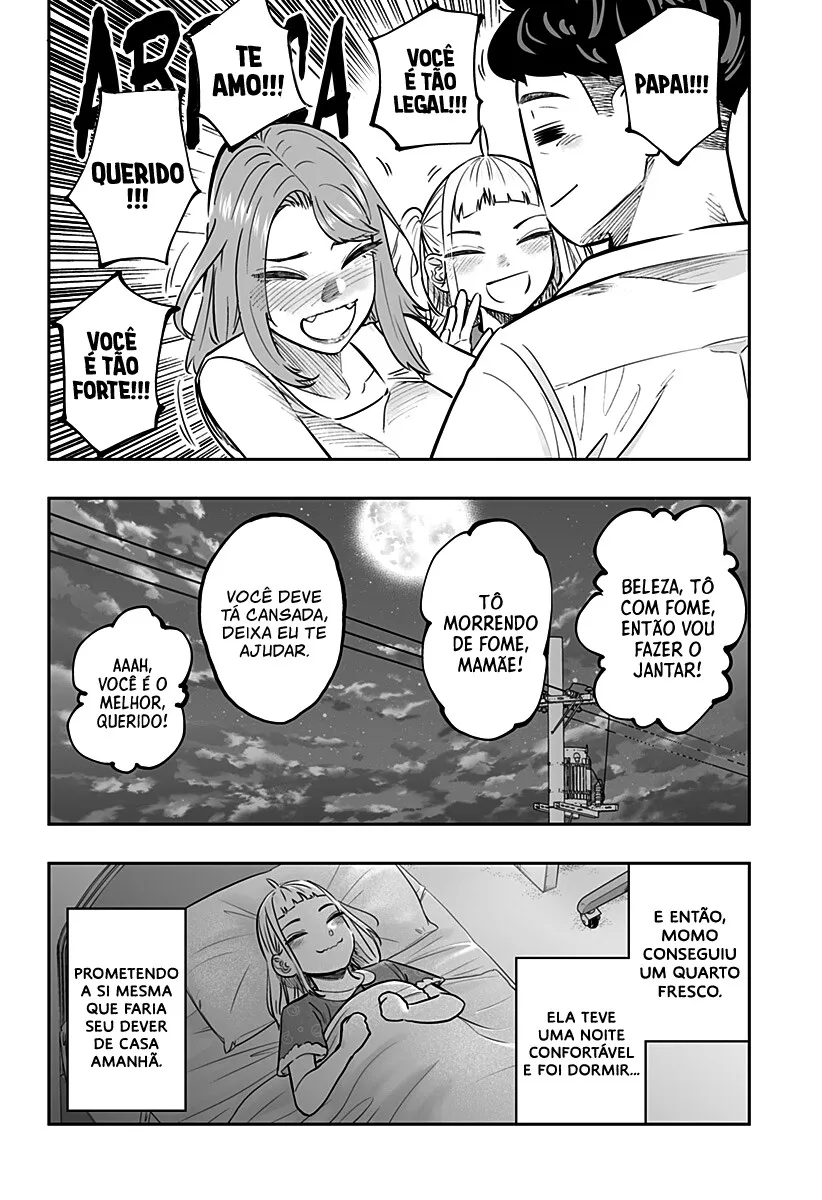 PAPAI!!!
VOCÊ
É TÃO
LEGAL!!!
TE
AMO!!!
QUERIDO
!!!
VOCÊ
É TÃO
FORTE!!!
BELEZA, TÔ
COM FOME,
ENTÃO VOU
FAZER O
JANTAR!
TÔ
MORRENDO
DE FOME,
MAMÃE!
VOCÊ DEVE
TÁ CANSADA,
DEIXA EU TE
AJUDAR.
AAAH,
VOCÊ É O
MELHOR,
QUERIDO!
E ENTÃO,
MOMO
CONSEGUIU
UM QUARTO
FRESCO.
ELA TEVE
UMA NOITE
CONFORTÁVEL
E FOI DORMIR...
PROMETENDO
A SI MESMA
QUE FARIA
SEU DEVER
DE CASA
AMANHÃ.